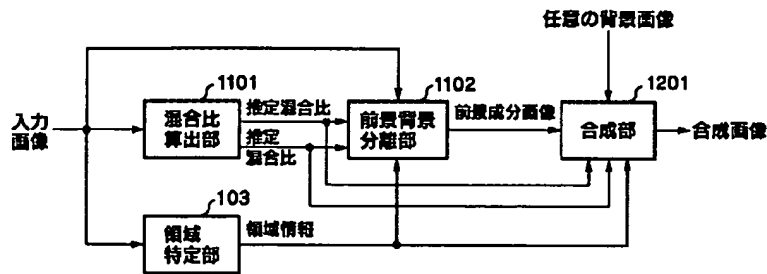 任意の背景画像
1101
1102
1201
入力
画像
混合比
算出部
推定混合比
推定
混合比
前景背景
分離部
前景成分画像
合成部
合成画像
103
領域
特定部
領域情報